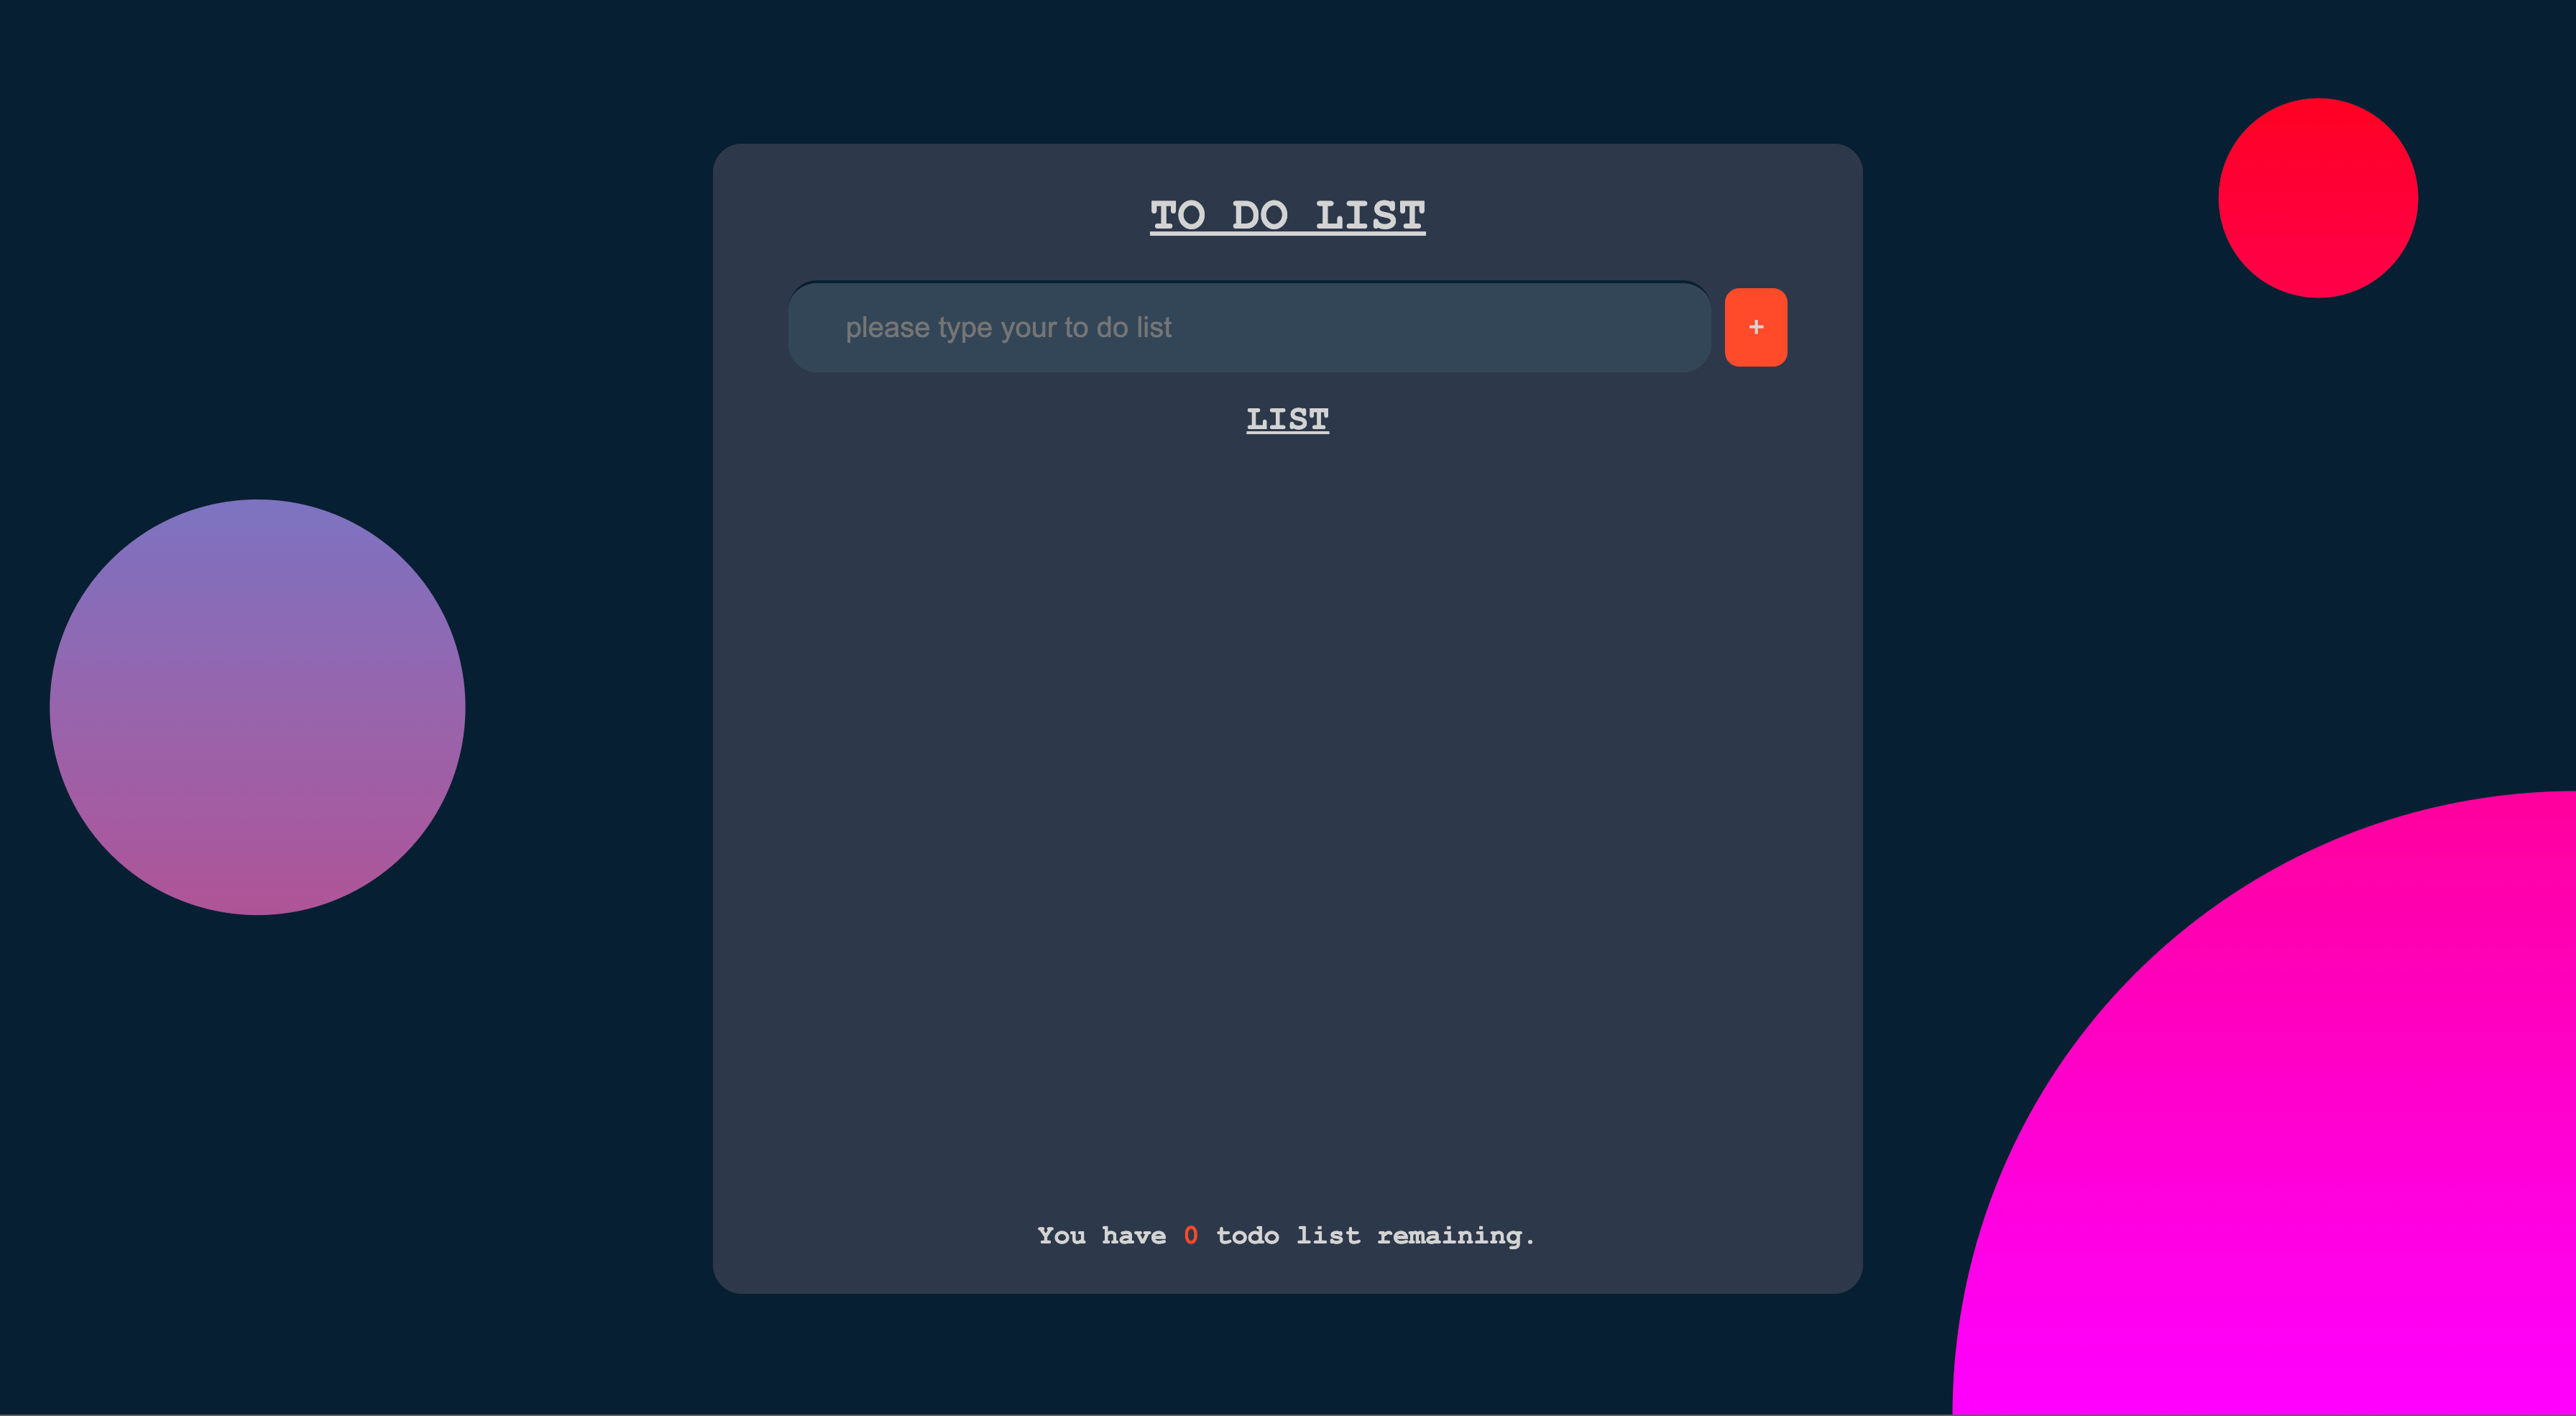 TO DO LIST
please type your to do list
+
LIST
You have 0 todo list remaining.